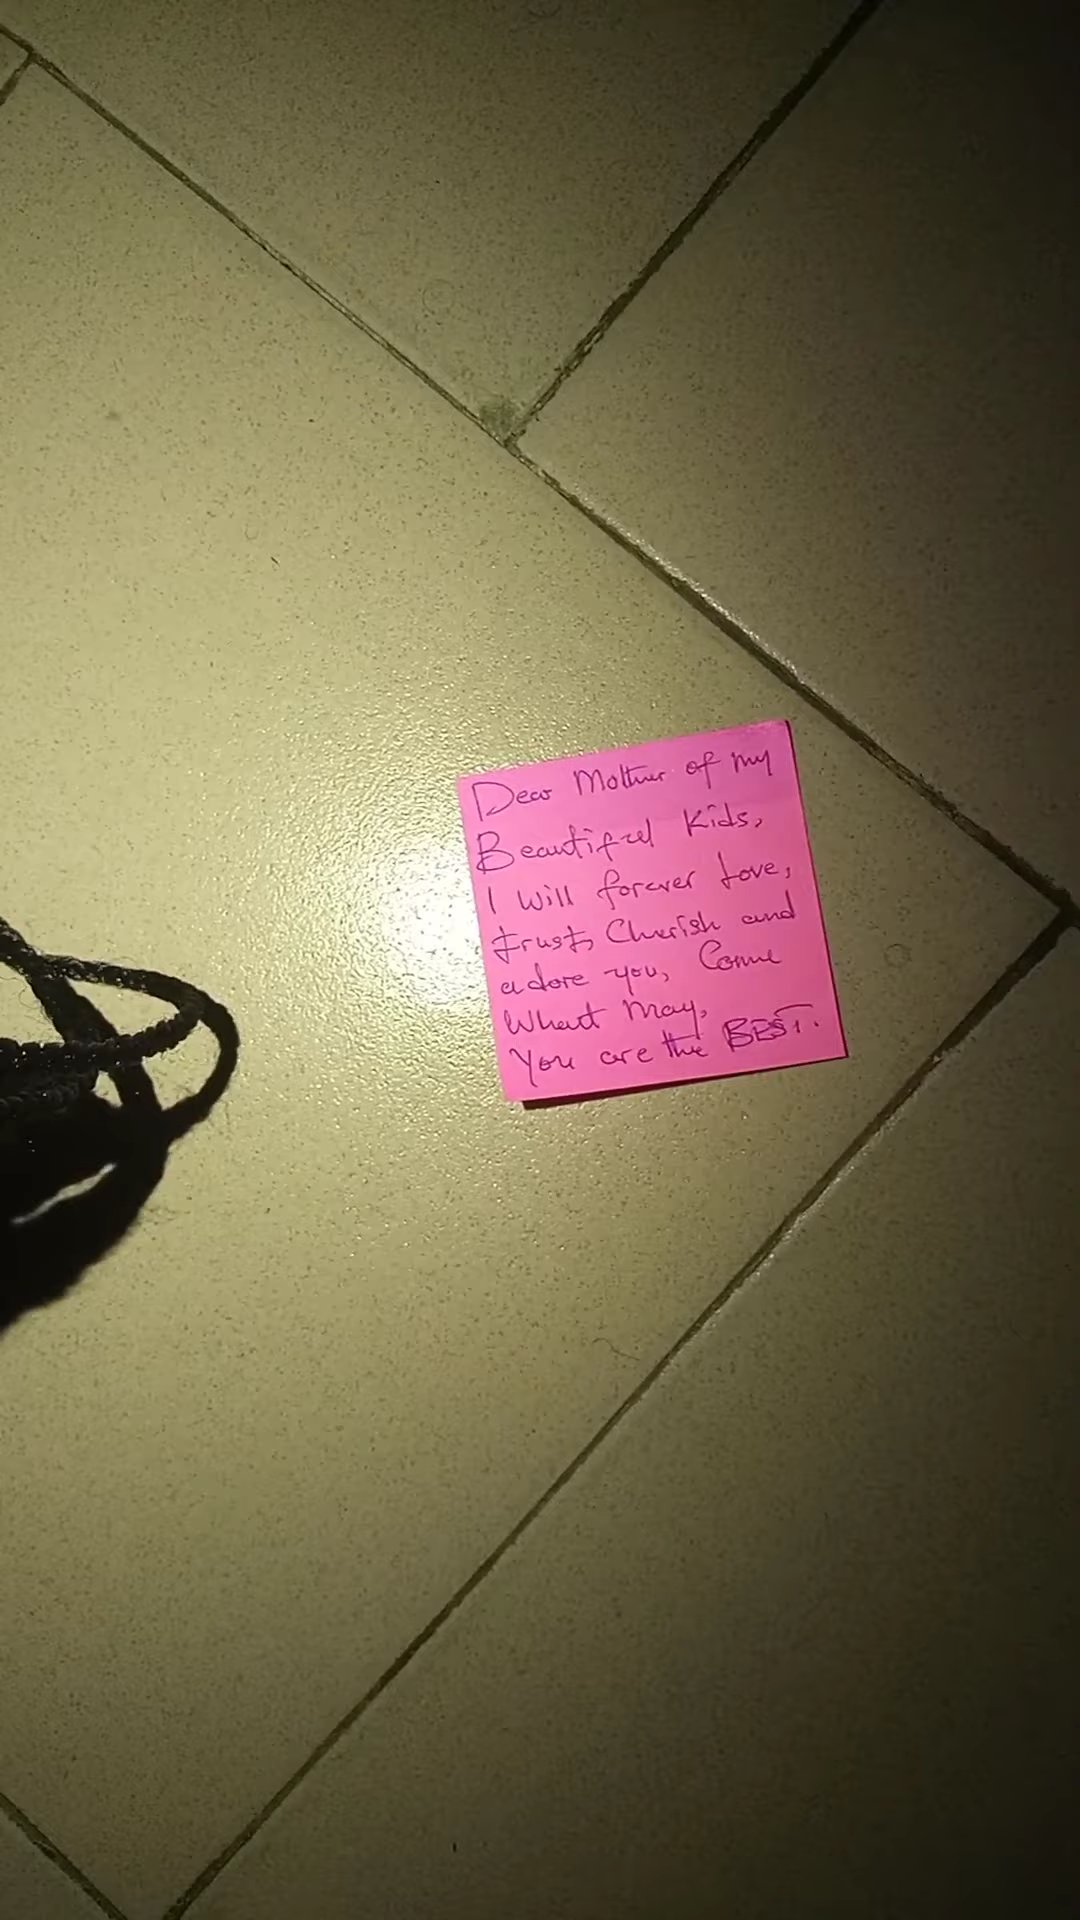 Dear Mother of my
Beautiful Kids,
I Will forever Love,
trust, Cherish and
adore you, Come
What May,
You are the BEST.